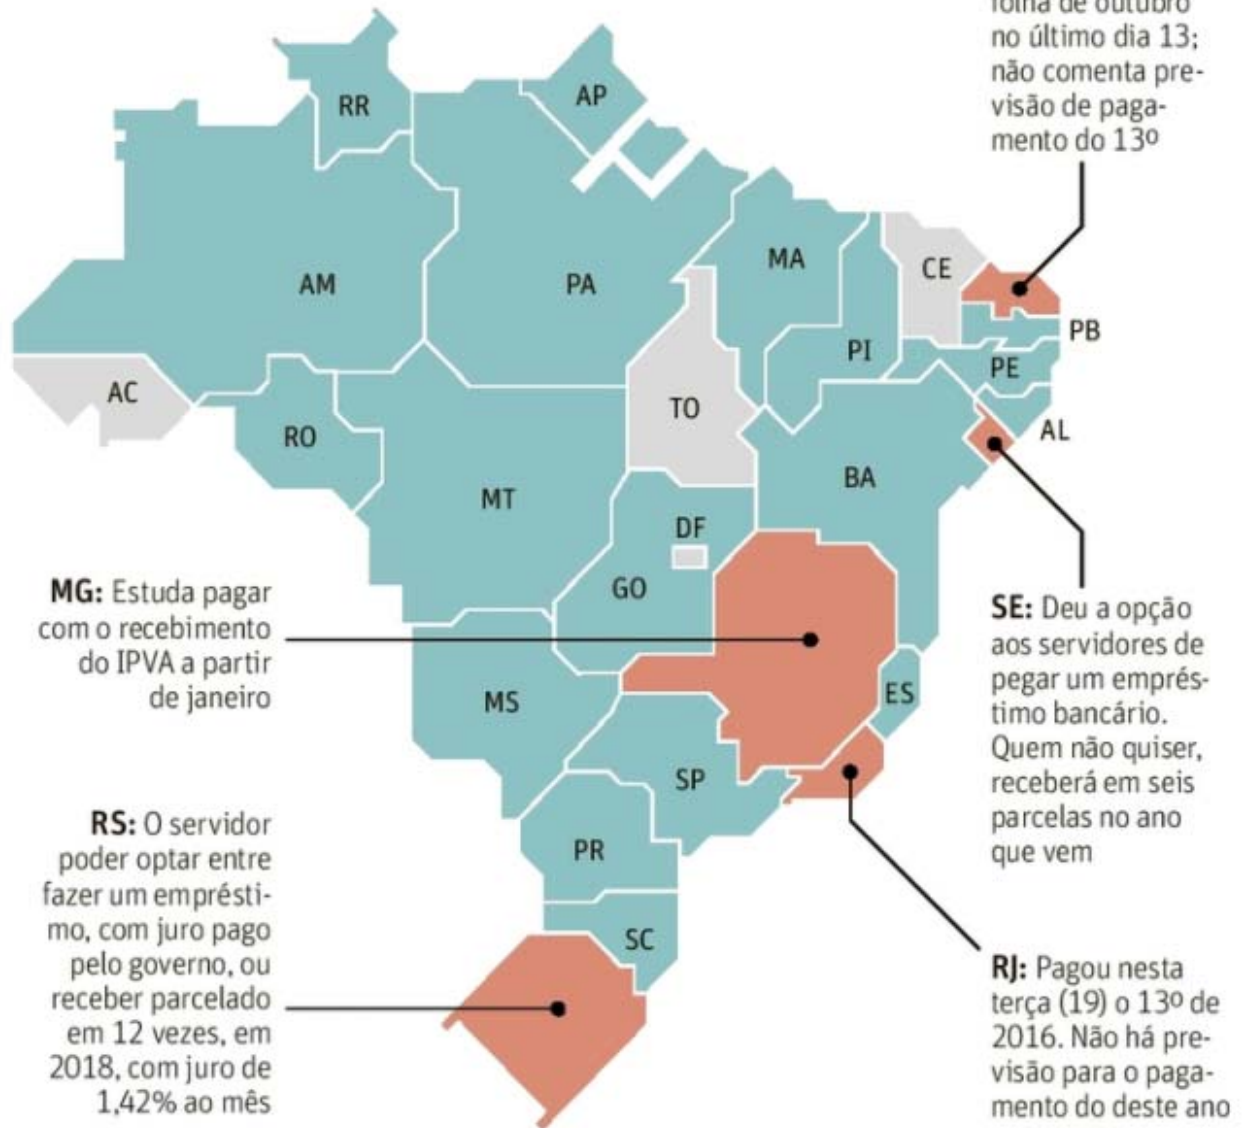 folha de outubro
no último dia 13;
não comenta pre-
visão de paga-
mento do 13º
RR
AP
AM
PA
MA
CE
PB
PI
PE
AC
TO
RO
AL
BA
MT
DF
GO
MG: Estuda pagar
com o recebimento
do IPVA a partir
de janeiro
SE: Deu a opção
aos servidores de
pegar um emprés-
timo bancário.
Quem não quiser,
receberá em seis
parcelas no ano
que vem
ES
MS
SP
RS: O servidor
poder optar entre
fazer um emprésti-
mo, com juro pago
pelo governo, ou
receber parcelado
em 12 vezes, em
2018, com juro de
1,42% ao mês
PR
SC
RJ: Pagou nesta
terça (19) o 13º de
2016. Não há pre-
visão para o paga-
mento do deste ano